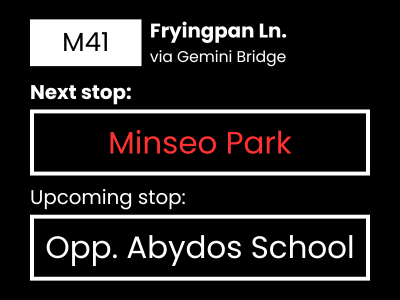 M41
Fryingpan Ln.
via Gemini Bridge
Next stop:
Minseo Park
Upcoming stop:
Opp. Abydos School